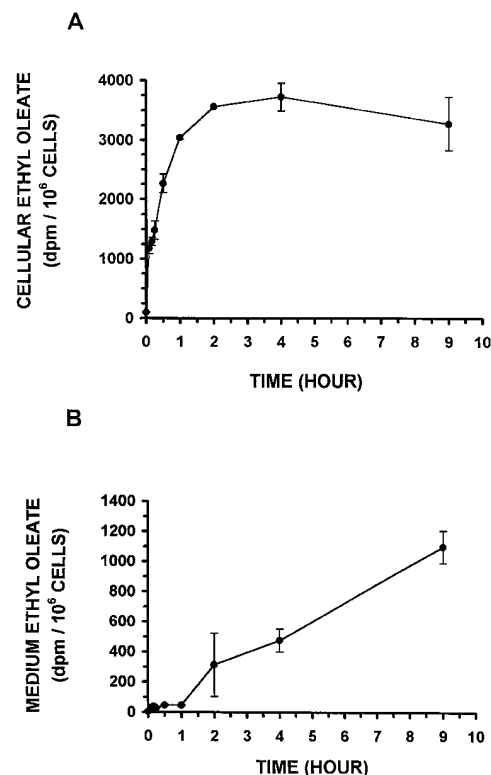 A
CELLULAR ETHYL OLEATE
(dpm / 10⁶ CELLS)
4000
3000
2000
1000
0
0 1 2 3 4 5 6 7 8 9 10
TIME (HOUR)
B
MEDIUM ETHYL OLEATE
(dpm / 10⁶ CELLS)
1400
1200
1000
800
600
400
200
0
0 1 2 3 4 5 6 7 8 9 10
TIME (HOUR)